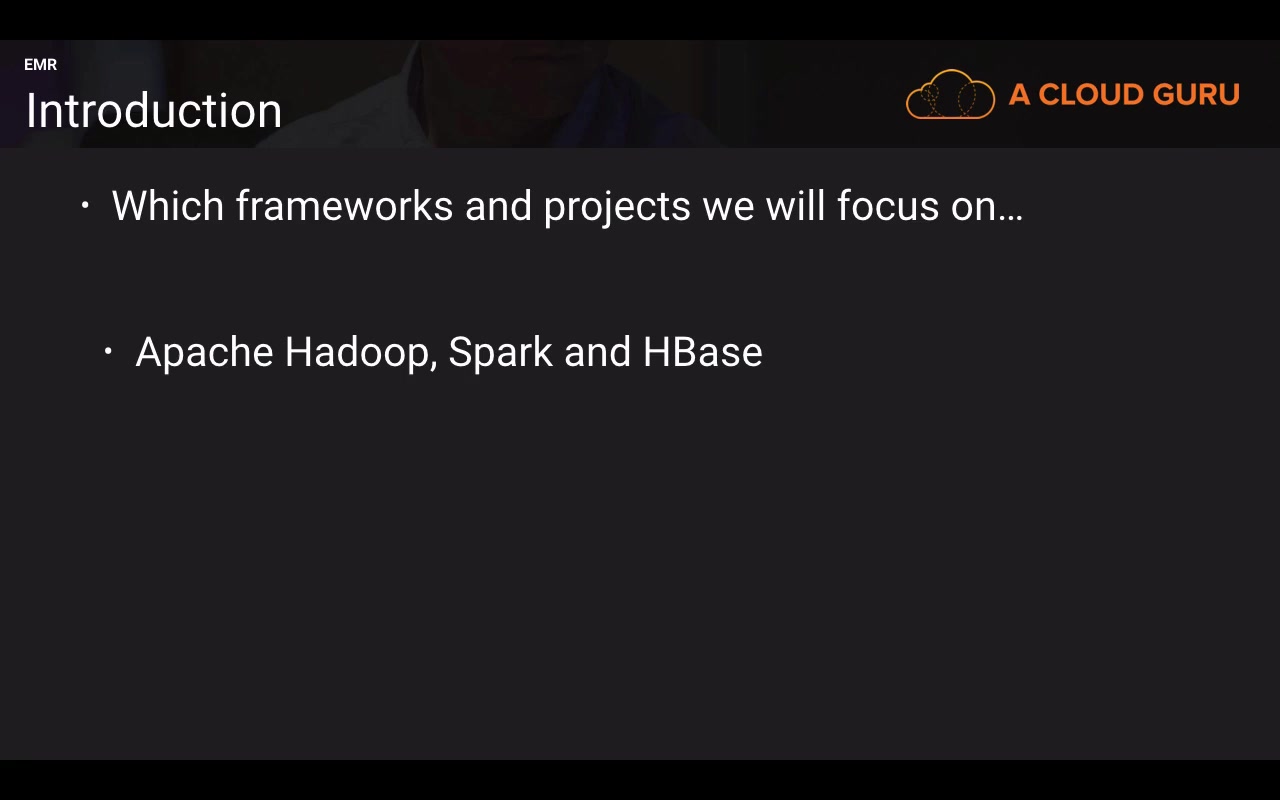 EMR
Introduction
A CLOUD GURU
• Which frameworks and projects we will focus on…
• Apache Hadoop, Spark and HBase